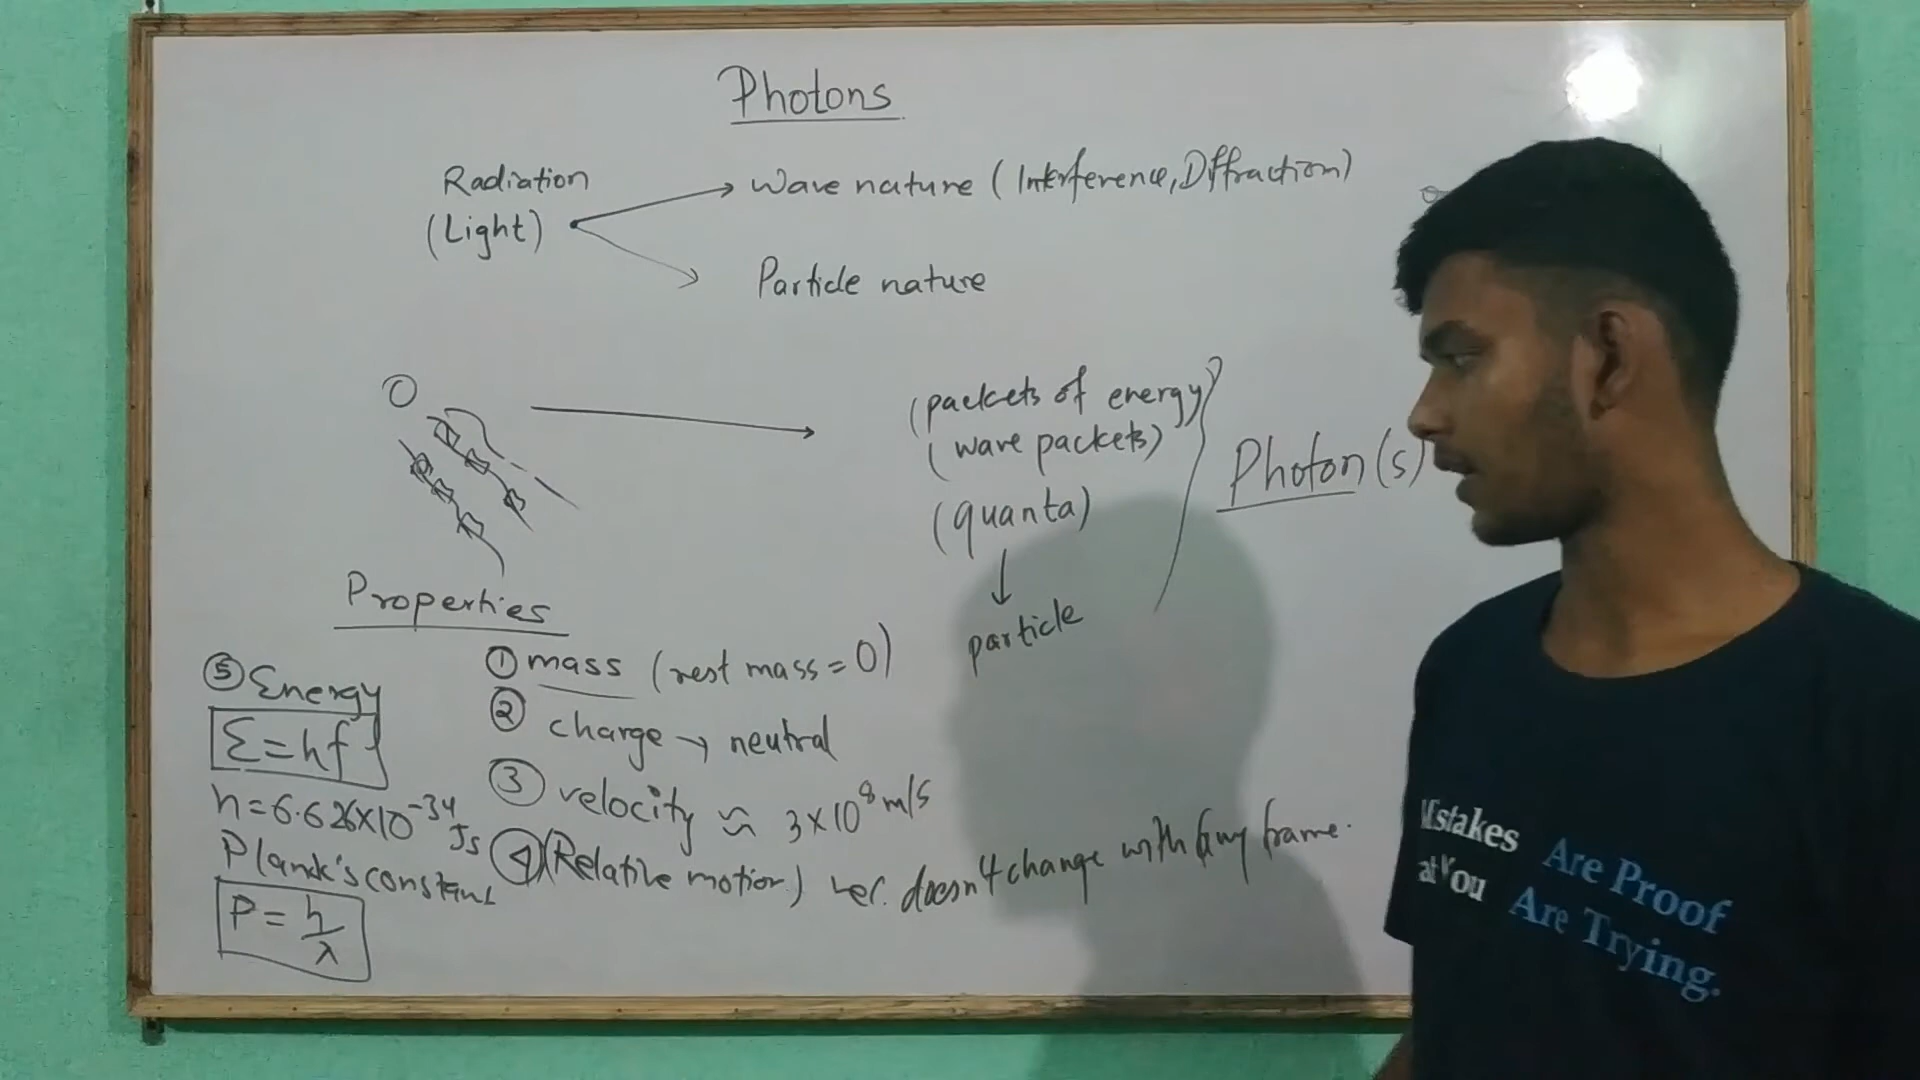 Photons
Radiation
(Light)
Wave nature (Interference, Diffraction)
Particle nature
(packets of energy)
(wave packets)
(quanta)
particle
Photon(s)
Properties
① mass (rest mass = 0)
② charge → neutral
③ velocity ≈ 3×10⁸ m/s
④ (Relative motion) vel. doesn't change with any frame.
⑤ Energy
E = hf
h = 6.626×10⁻³⁴ Js
Plank's constant
P = h/λ
Mistakes Are Proof
at You Are Trying.